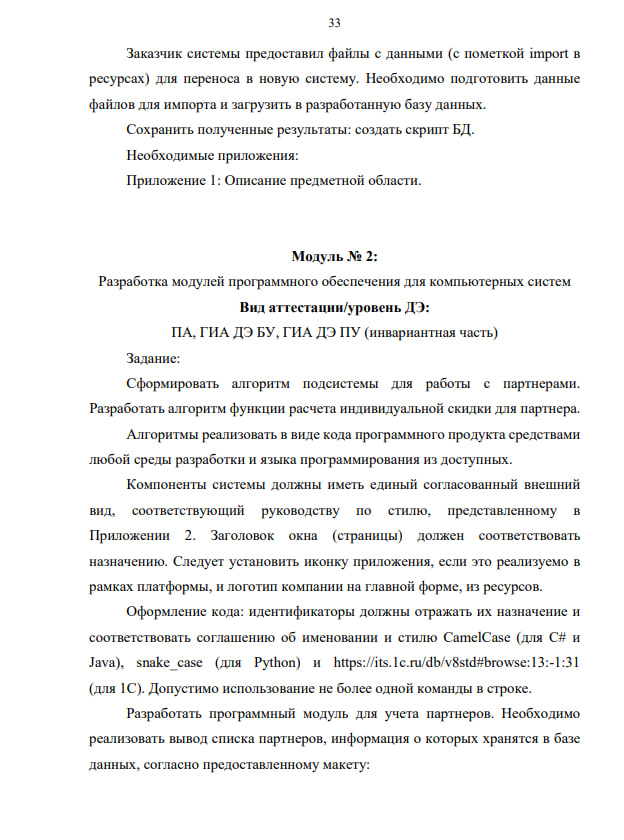 33
Заказчик системы предоставил файлы с данными (с пометкой import в
ресурсах) для переноса в новую систему. Необходимо подготовить данные
файлов для импорта и загрузить в разработанную базу данных.
Сохранить полученные результаты: создать скрипт БД.
Необходимые приложения:
Приложение 1: Описание предметной области.
Модуль № 2:
Разработка модулей программного обеспечения для компьютерных систем
Вид аттестации/уровень ДЭ:
ПА, ГИА ДЭ БУ, ГИА ДЭ ПУ (инвариантная часть)
Задание:
Сформировать алгоритм подсистемы для работы с партнерами.
Разработать алгоритм функции расчета индивидуальной скидки для партнера.
Алгоритмы реализовать в виде кода программного продукта средствами
любой среды разработки и языка программирования из доступных.
Компоненты системы должны иметь единый согласованный внешний
вид, соответствующий руководству по стилю, представленному в
Приложении 2. Заголовок окна (страницы) должен соответствовать
назначению. Следует установить иконку приложения, если это реализуемо в
рамках платформы, и логотип компании на главной форме, из ресурсов.
Оформление кода: идентификаторы должны отражать их назначение и
соответствовать соглашению об именовании и стилю CamelCase (для C# и
Java), snake_case (для Python) и https://its.1c.ru/db/v8std#browse:13:-1:31
(для 1С). Допустимо использование не более одной команды в строке.
Разработать программный модуль для учета партнеров. Необходимо
реализовать вывод списка партнеров, информация о которых хранятся в базе
данных, согласно предоставленному макету: